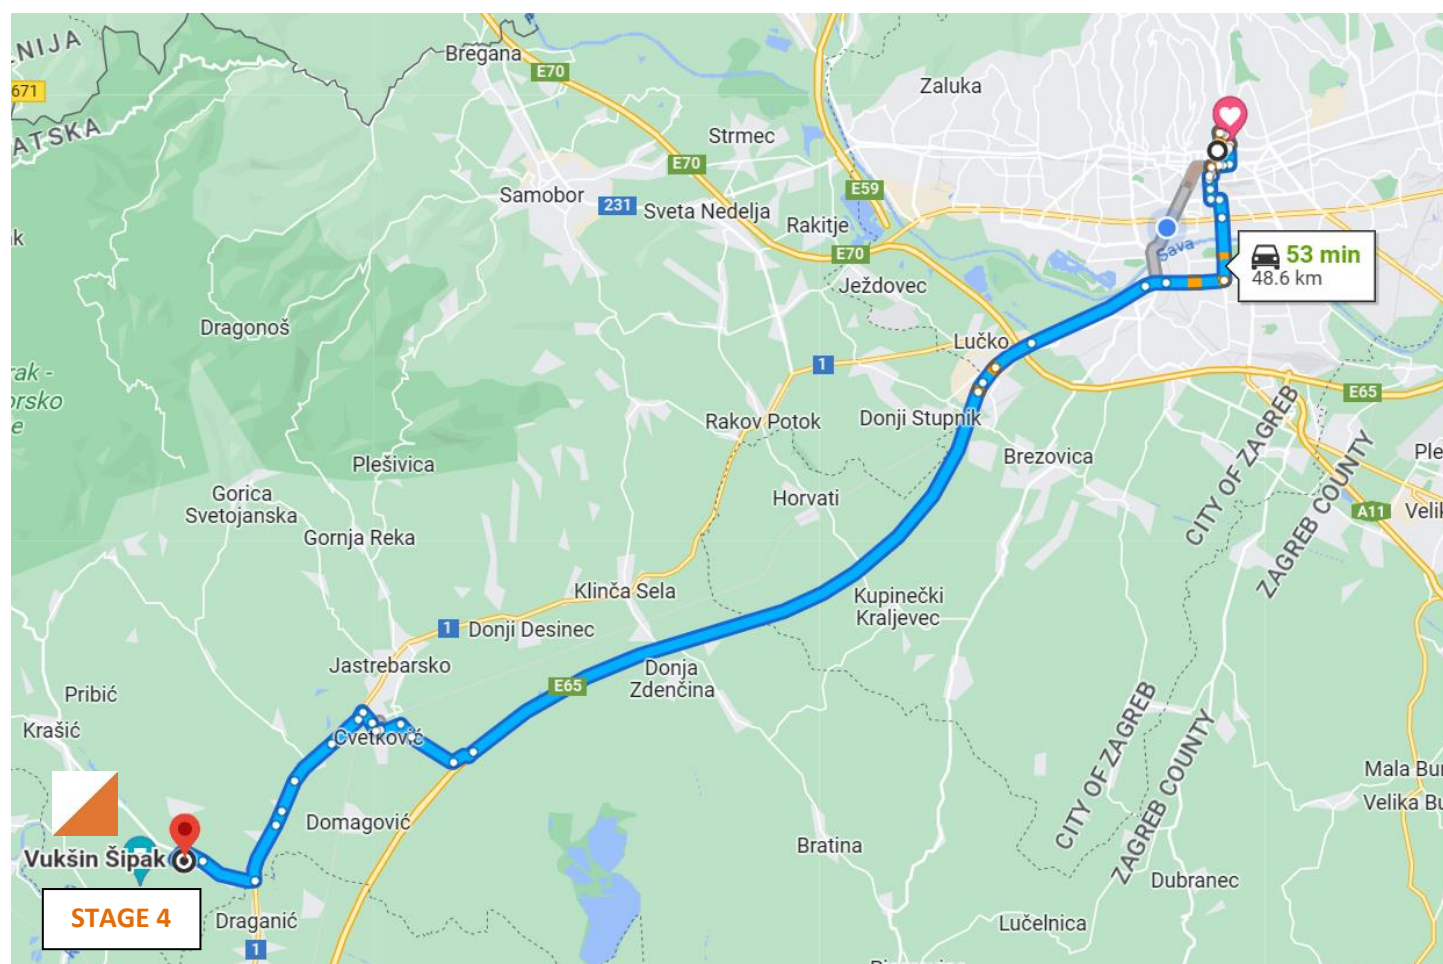 NIJA
Bregana
E70
671
Zaluka
ATSKA
Strmec
E70
Samobor
231
Sveta Nedelja
E59
Rakitje
ak
E70
Sava
53 min
48.6 km
Ježdovec
Dragonoš
Lučko
1
ak -
orsko
e
E65
Rakov Potok
Donji Stupnik
CITY OF ZAGREB
ZAGREB COUNTY
Brezovica
Ple
Plešivica
Gorica
Svetojanska
Horvati
A11
Velik
Gornja Reka
Klinča Sela
Kupinečki
Kraljevec
1
Donji Desinec
Jastrebarsko
Donja
Zdenčina
E65
Pribić
Krašić
Cvetković
CITY OF ZAGREB
ZAGREB COUNTY
Mala Bu
Velika Bu
Domagović
Bratina
Vukšin Šipak
Dubranec
STAGE 4
Draganić
Lučelnica
1